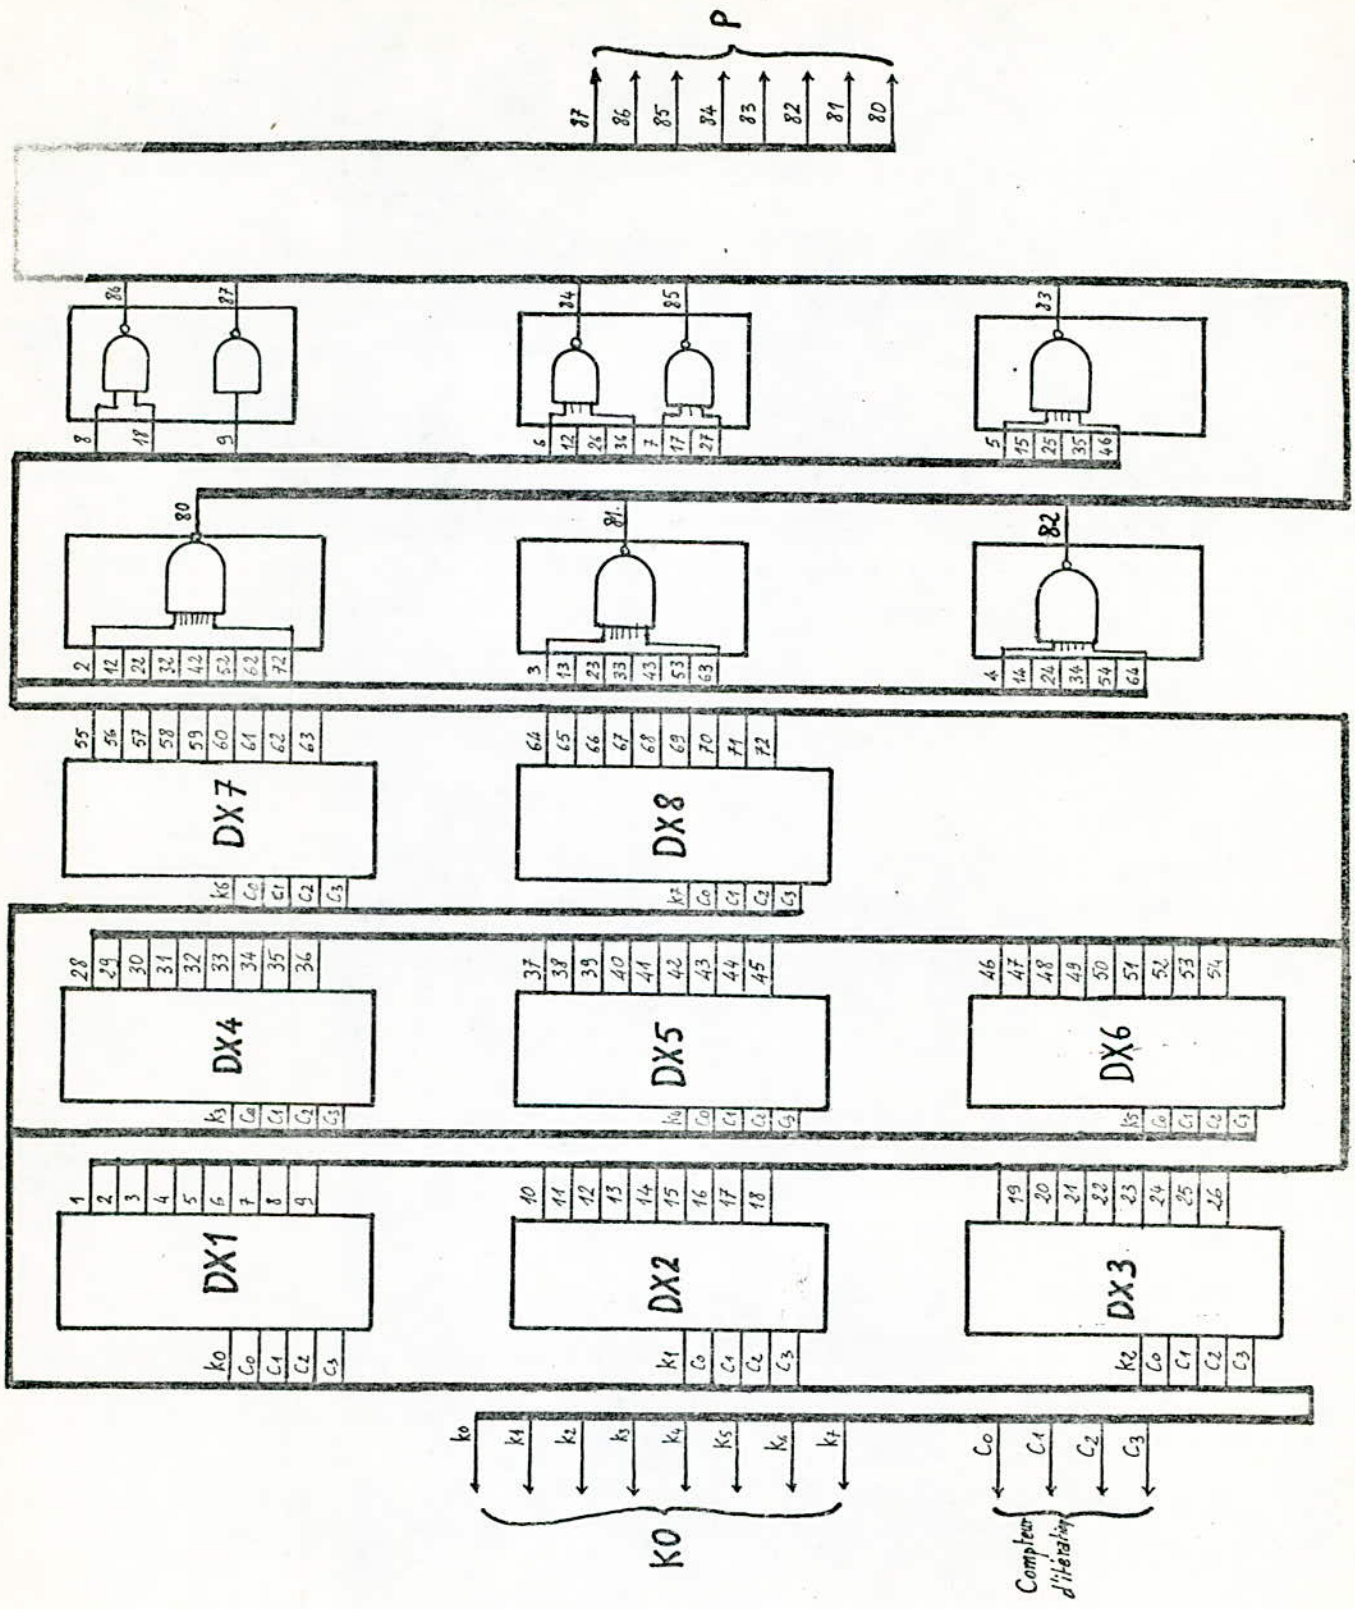 P
87
86
85
84
83
82
81
80
86
87
84
85
83
8
18
9
6
12
26
36
7
17
27
5
15
25
35
46
80
81.
82
2
12
22
32
42
52
62
72
3
13
23
33
43
53
63
4
14
24
34
54
64
55
56
57
58
59
60
61
62
63
64
65
66
67
68
69
70
71
72
DX7
DX8
k6
C0
C1
C2
C3
k7
C0
C1
C2
C3
28
29
30
31
32
33
34
35
36
37
38
39
40
41
42
43
44
45
46
47
48
49
50
51
52
53
54
DX4
DX5
DX6
k3
C0
C1
C2
C3
k4
C0
C1
C2
C3
k5
C0
C1
C2
C3
1
2
3
4
5
6
7
8
9
10
11
12
13
14
15
16
17
18
19
20
21
22
23
24
25
26
DX1
DX2
DX3
k0
C0
C1
C2
C3
k1
C0
C1
C2
C3
k2
C0
C1
C2
C3
k0
k1
k2
k3
k4
k5
k6
k7
C0
C1
C2
C3
KO
Compteur
d'itération